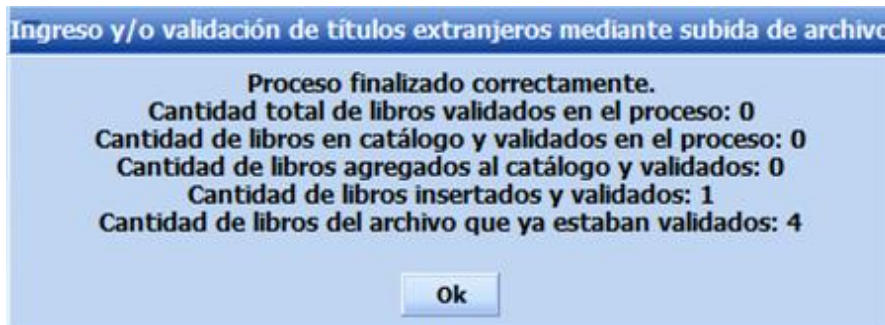 Ingreso y/o validación de títulos extranjeros mediante subida de archivo
Proceso finalizado correctamente.
Cantidad total de libros validados en el proceso: 0
Cantidad de libros en catálogo y validados en el proceso: 0
Cantidad de libros agregados al catálogo y validados: 0
Cantidad de libros insertados y validados: 1
Cantidad de libros del archivo que ya estaban validados: 4
Ok